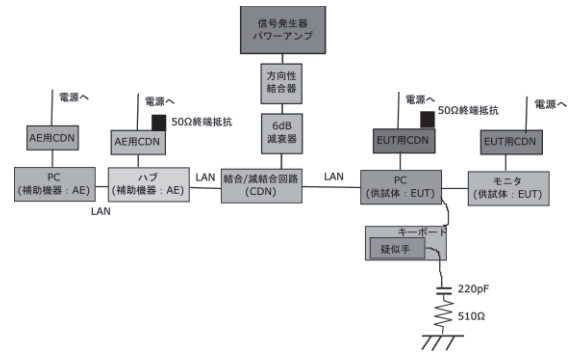 信号発生器
パワーアンプ
方向性
結合器
6dB
減衰器
電源へ
電源へ
電源へ
電源へ
50Ω終端抵抗
50Ω終端抵抗
AE用CDN
AE用CDN
EUT用CDN
EUT用CDN
PC
(補助機器：AE)
LAN
ハブ
(補助機器：AE)
LAN
結合/減結合回路
(CDN)
LAN
PC
(供試体：EUT)
モニタ
(供試体：EUT)
キーボード
疑似手
220pF
510Ω